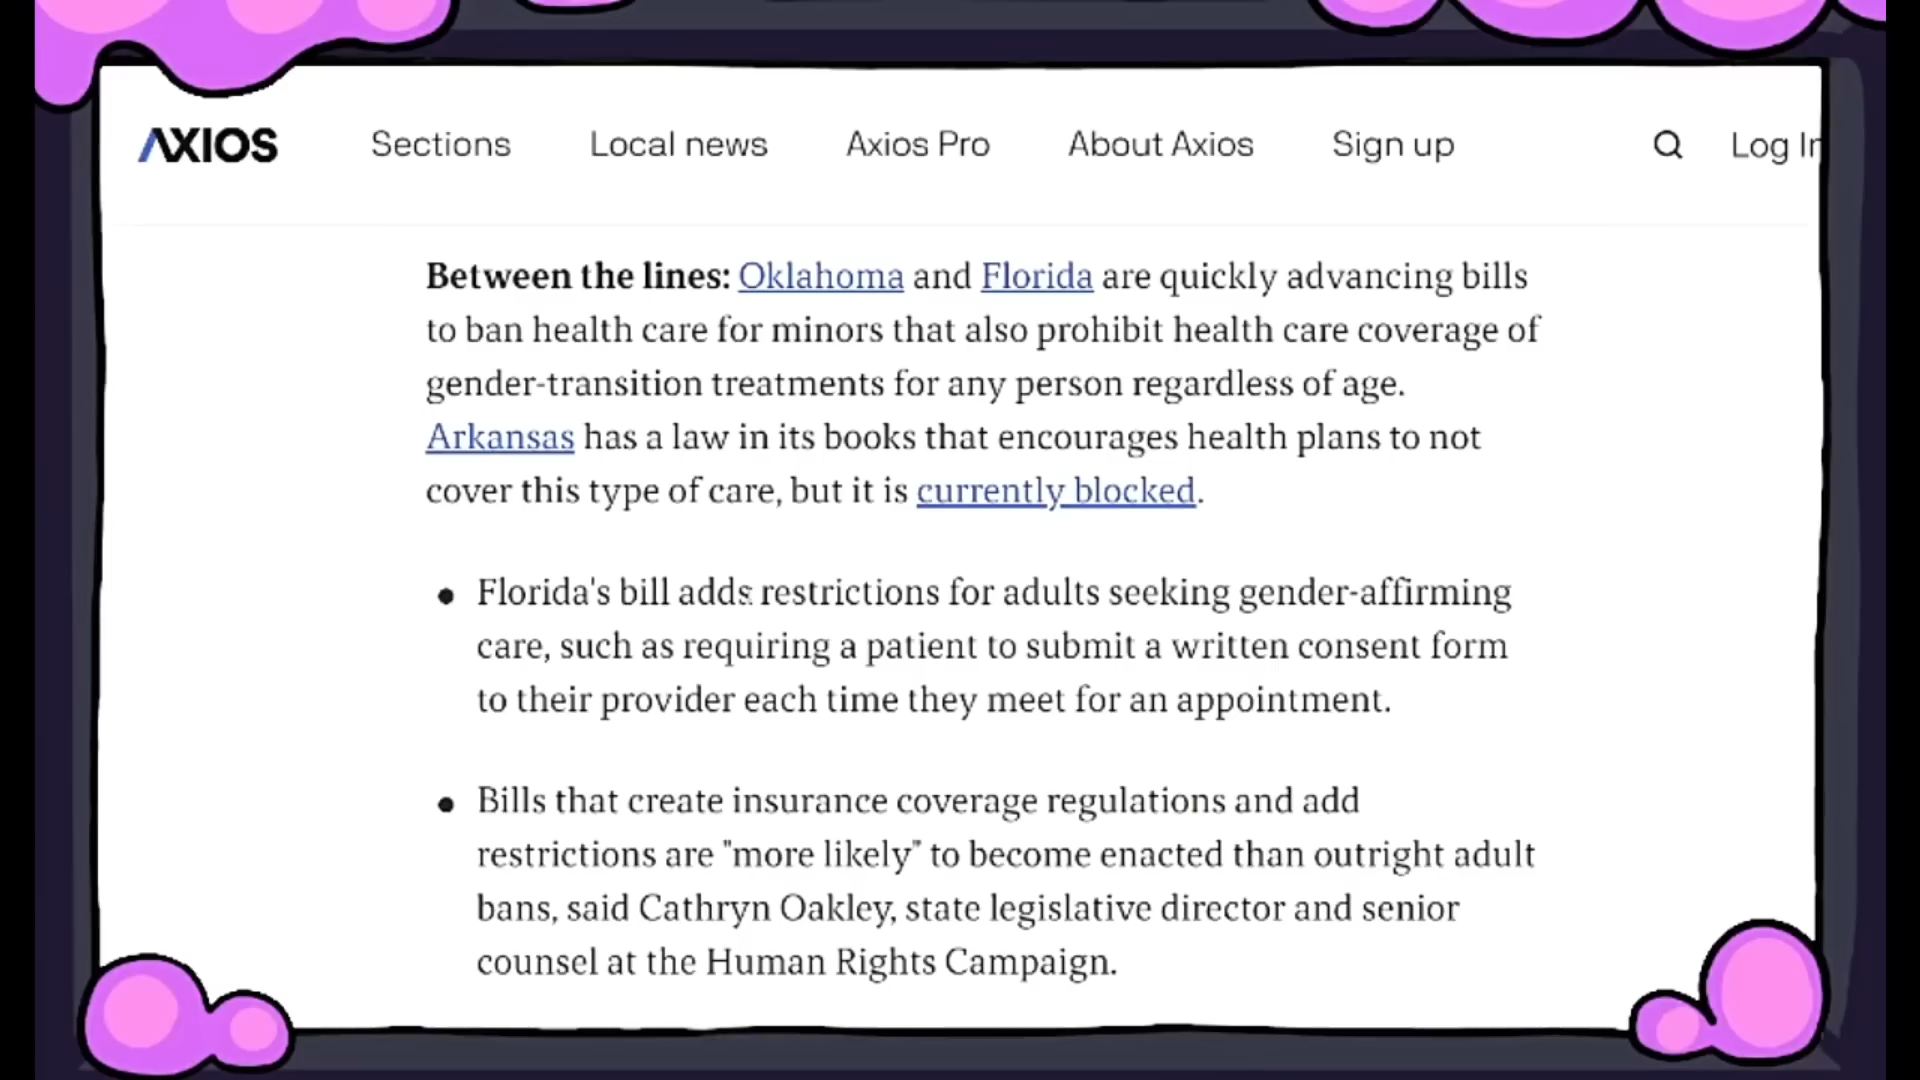 AXIOS Sections Local news Axios Pro About Axios Sign up Log In
Between the lines: Oklahoma and Florida are quickly advancing bills
to ban health care for minors that also prohibit health care coverage of
gender-transition treatments for any person regardless of age.
Arkansas has a law in its books that encourages health plans to not
cover this type of care, but it is currently blocked.
• Florida's bill adds restrictions for adults seeking gender-affirming
care, such as requiring a patient to submit a written consent form
to their provider each time they meet for an appointment.
• Bills that create insurance coverage regulations and add
restrictions are "more likely" to become enacted than outright adult
bans, said Cathryn Oakley, state legislative director and senior
counsel at the Human Rights Campaign.